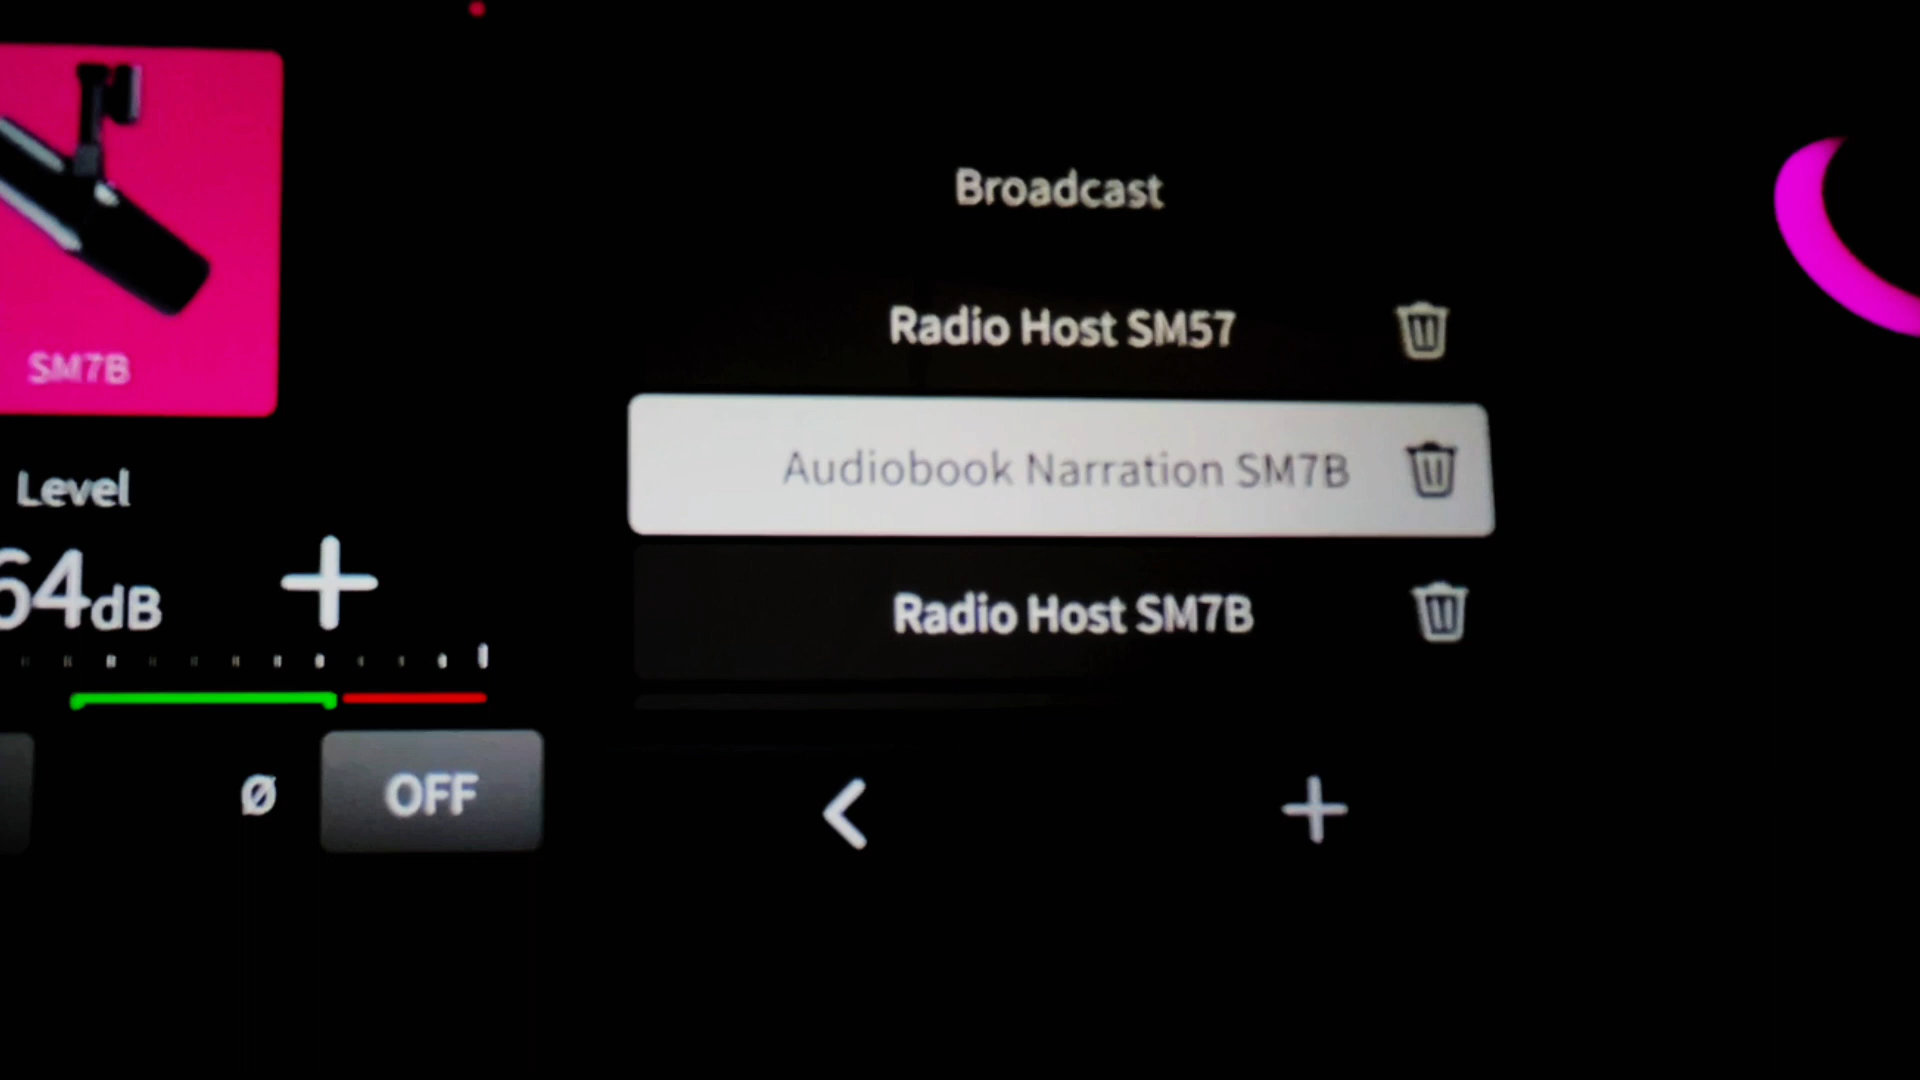 SM7B
Level
64dB
Ø
OFF
Broadcast
Radio Host SM57
Audiobook Narration SM7B
Radio Host SM7B